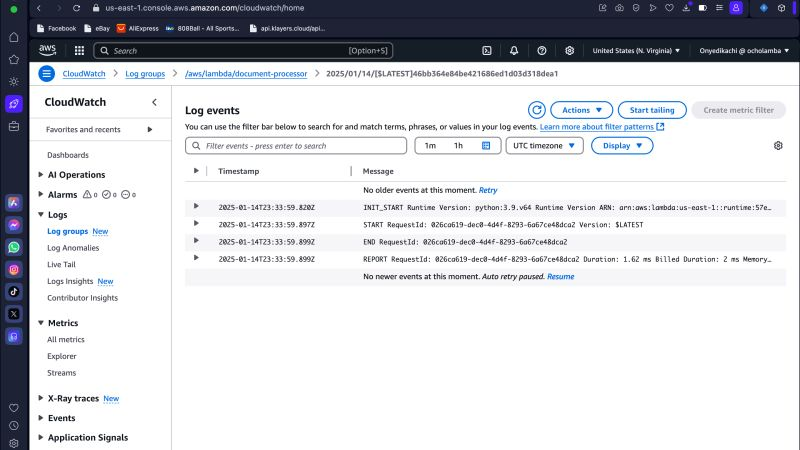 us-east-1.console.aws.amazon.com/cloudwatch/home
Facebook eBay AliExpress 808Ball - All Sports... api.klayers.cloud/api...
aws Search [Option+S] United States (N. Virginia) Onyedikachi @ ocholamba
CloudWatch Log groups /aws/lambda/document-processor 2025/01/14/[$LATEST]46bb364e84be421686ed1d03d318dea1
CloudWatch
Favorites and recents
Dashboards
AI Operations
Alarms 0 0 0
Logs
Log groups New
Log Anomalies
Live Tail
Logs Insights New
Contributor Insights
Metrics
All metrics
Explorer
Streams
X-Ray traces New
Events
Application Signals
Log events
Actions Start tailing Create metric filter
You can use the filter bar below to search for and match terms, phrases, or values in your log events. Learn more about filter patterns
Filter events - press enter to search 1m 1h UTC timezone Display
Timestamp Message
No older events at this moment. Retry
2025-01-14T23:33:59.820Z INIT_START Runtime Version: python:3.9.v64 Runtime Version ARN: arn:aws:lambda:us-east-1::runtime:57e…
2025-01-14T23:33:59.897Z START RequestId: 026ca619-dec0-4d4f-8293-6a67ce48dca2 Version: $LATEST
2025-01-14T23:33:59.899Z END RequestId: 026ca619-dec0-4d4f-8293-6a67ce48dca2
2025-01-14T23:33:59.899Z REPORT RequestId: 026ca619-dec0-4d4f-8293-6a67ce48dca2 Duration: 1.62 ms Billed Duration: 2 ms Memory…
No newer events at this moment. Auto retry paused. Resume